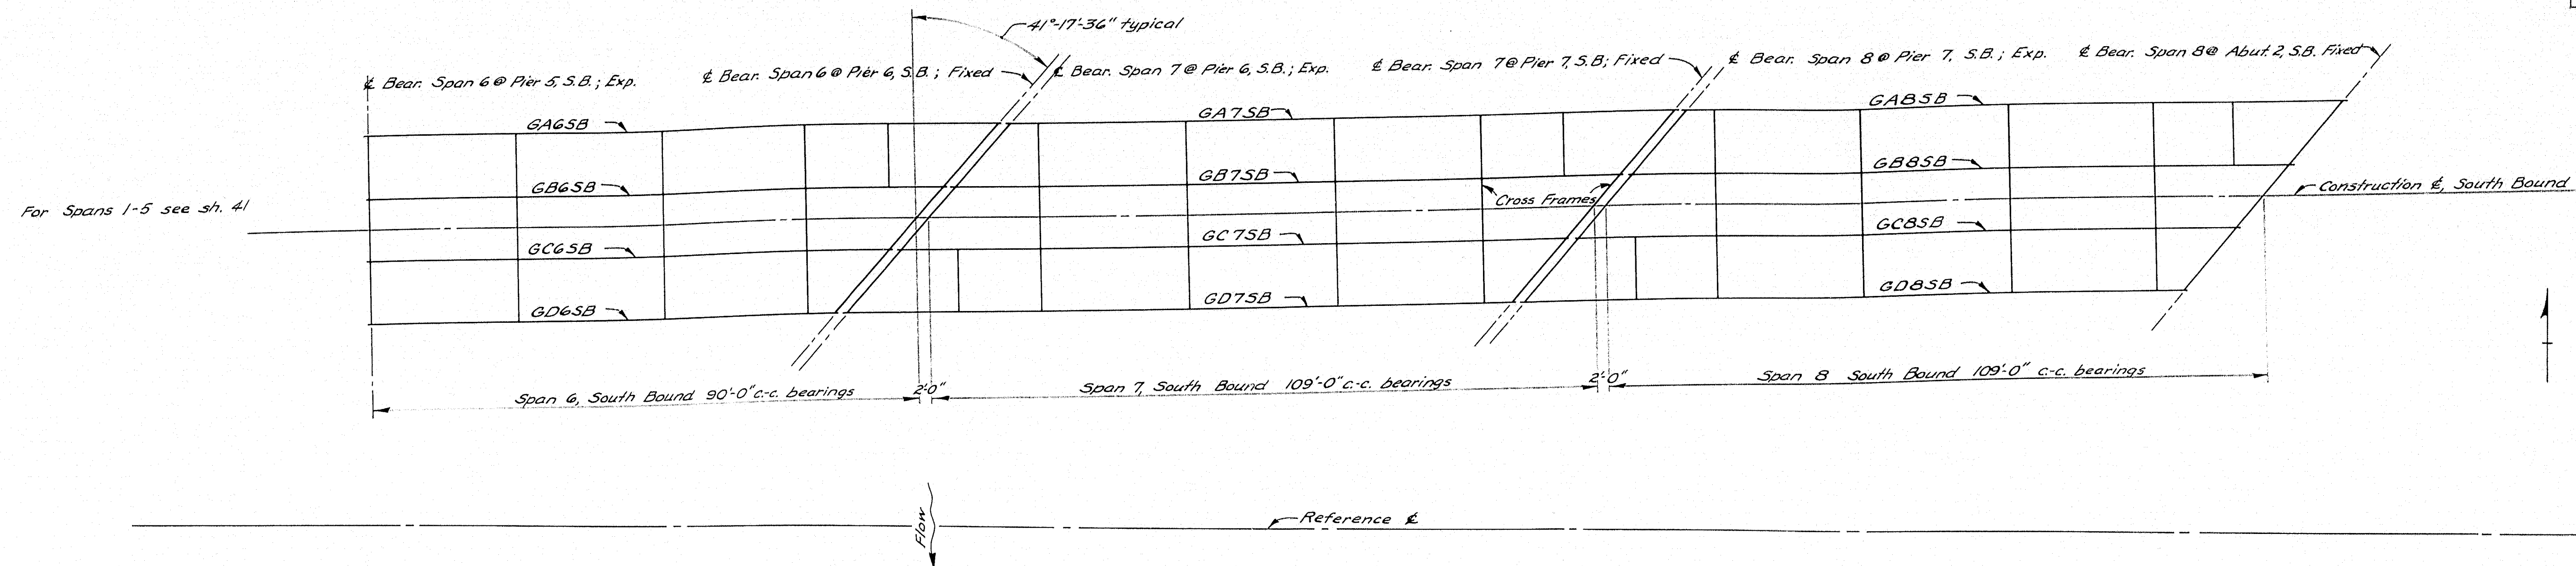 41°-17'-36" typical
℄ Bear. Span 6 @ Pier 5, S.B.; Exp.
℄ Bear. Span 6 @ Pier 6, S.B.; Fixed
℄ Bear. Span 7 @ Pier 6, S.B.; Exp.
℄ Bear. Span 7 @ Pier 7, S.B; Fixed
℄ Bear. Span 8 @ Pier 7, S.B.; Exp.
℄ Bear. Span 8 @ Abut. 2, S.B. Fixed
GA6SB
GA7SB
GA8SB
GB6SB
GB7SB
GB8SB
Cross Frames
Construction ℄, South Bound
For Spans 1-5 see sh. 41
GC6SB
GC7SB
GC8SB
GD6SB
GD7SB
GD8SB
Span 6, South Bound 90'-0" c.-c. bearings
2'-0"
Span 7, South Bound 109'-0" c.-c. bearings
2'-0"
Span 8 South Bound 109'-0" c.-c. bearings
Flow
Reference ℄